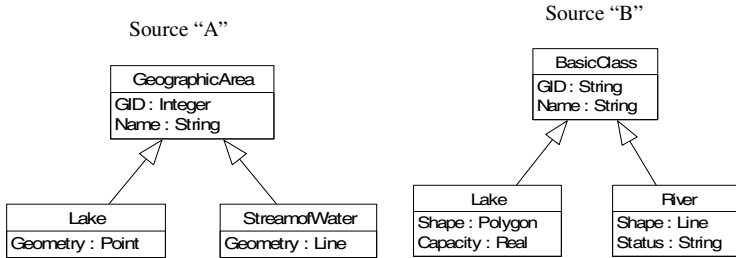 Source “A”
GeographicArea
GID : Integer
Name : String
Lake
Geometry : Point
StreamofWater
Geometry : Line
Source “B”
BasicClass
GID : String
Name : String
Lake
Shape : Polygon
Capacity : Real
River
Shape : Line
Status : String